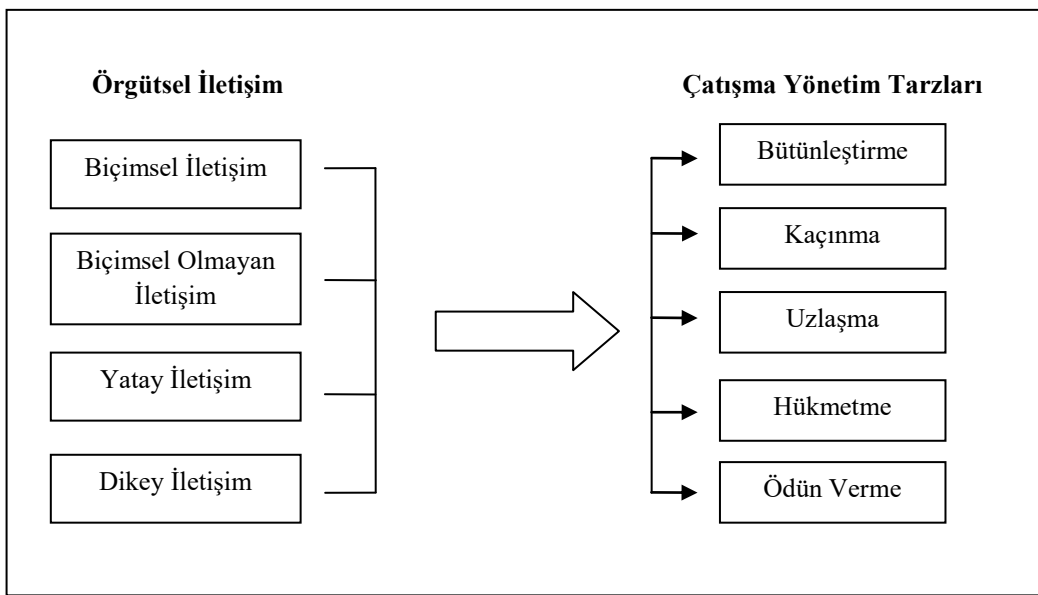 Örgütsel İletişim
Biçimsel İletişim
Biçimsel Olmayan
İletişim
Yatay İletişim
Dikey İletişim
Çatışma Yönetim Tarzları
Bütünleştirme
Kaçınma
Uzlaşma
Hükmetme
Ödün Verme